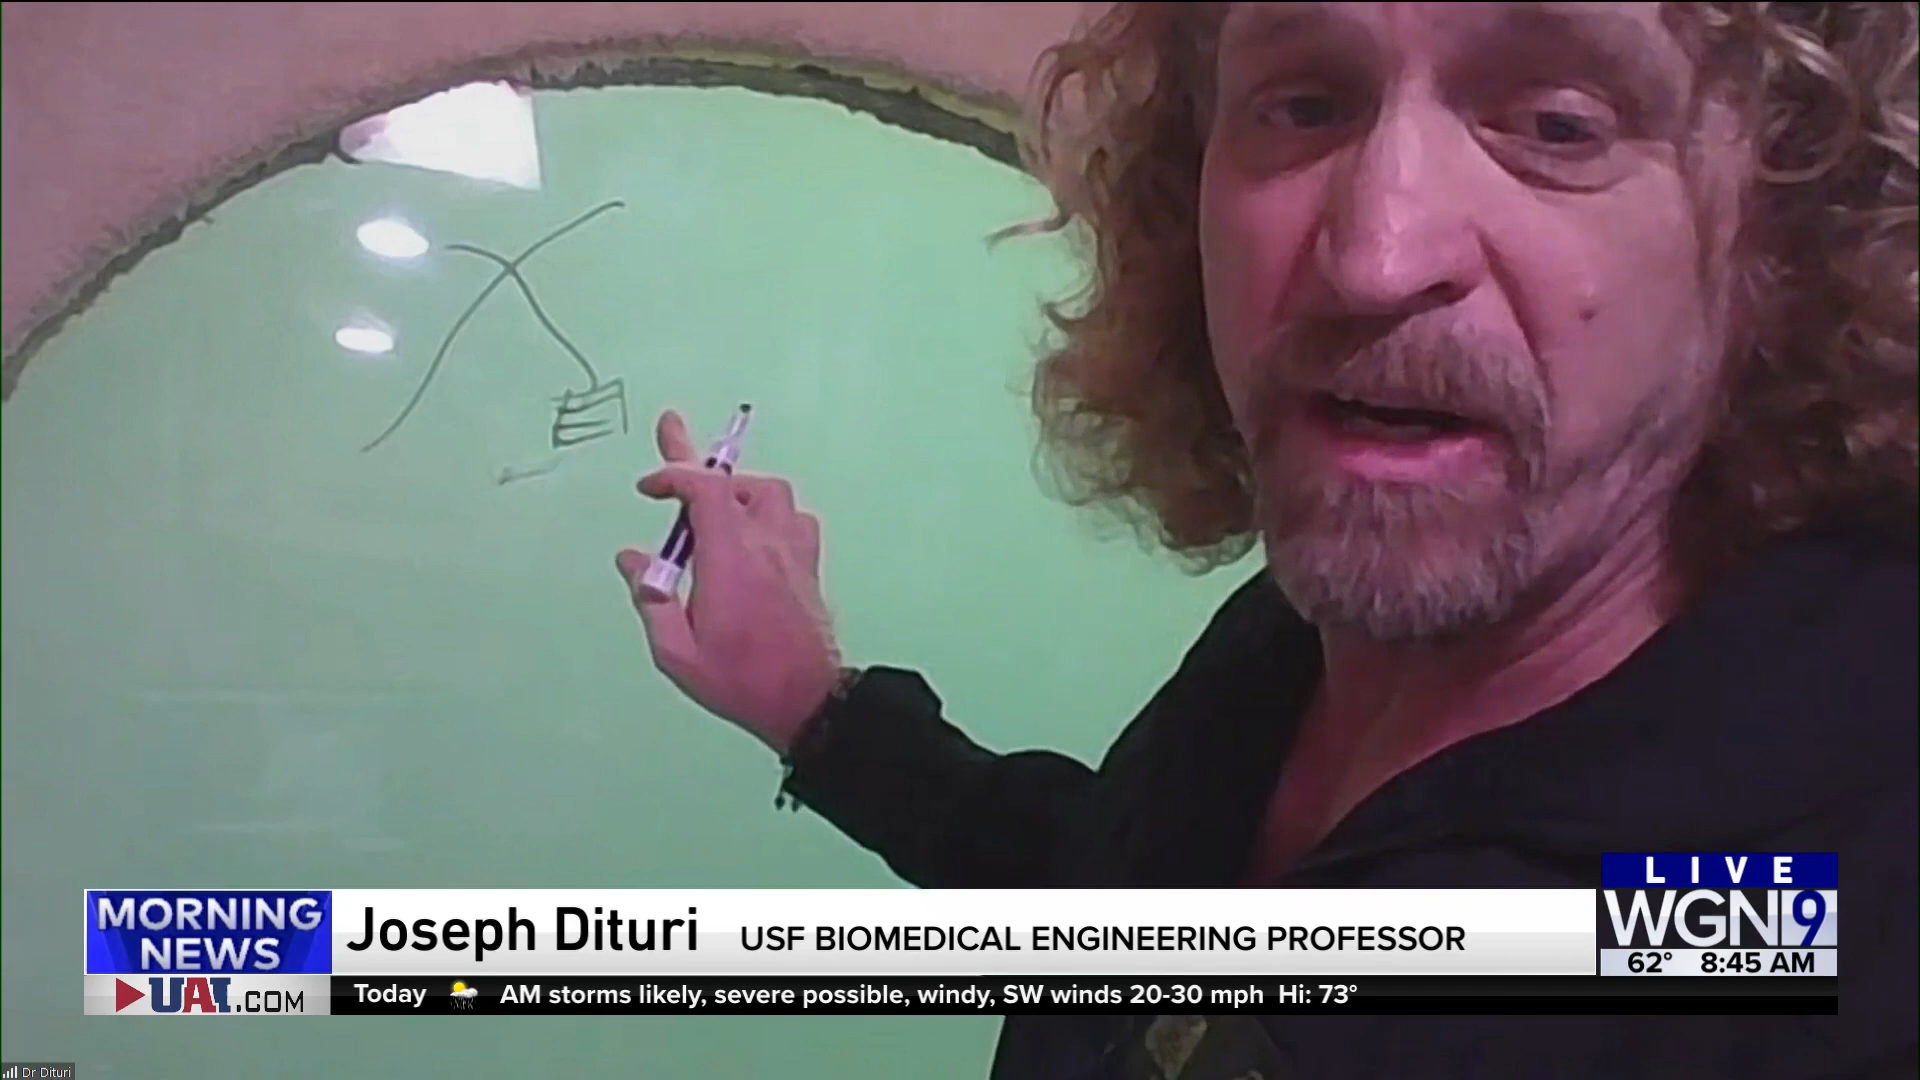 LIVE
MORNING
NEWS
Joseph Dituri USF BIOMEDICAL ENGINEERING PROFESSOR
WGN9
62° 8:45 AM
UAI.COM
Today AM storms likely, severe possible, windy, SW winds 20-30 mph Hi: 73°
Dr Dituri